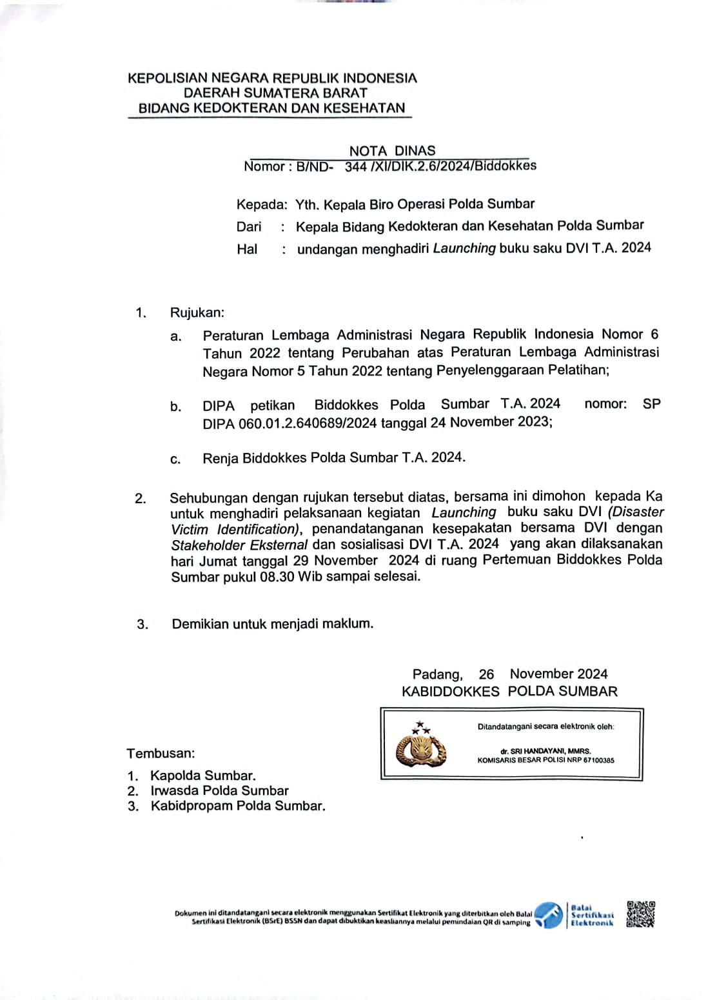 KEPOLISIAN NEGARA REPUBLIK INDONESIA
DAERAH SUMATERA BARAT
BIDANG KEDOKTERAN DAN KESEHATAN
NOTA DINAS
Nomor : B/ND- 344 /XI/DIK.2.6/2024/Biddokkes
Kepada: Yth. Kepala Biro Operasi Polda Sumbar
Dari : Kepala Bidang Kedokteran dan Kesehatan Polda Sumbar
Hal : undangan menghadiri Launching buku saku DVI T.A. 2024
1. Rujukan:
a. Peraturan Lembaga Administrasi Negara Republik Indonesia Nomor 6
Tahun 2022 tentang Perubahan atas Peraturan Lembaga Administrasi
Negara Nomor 5 Tahun 2022 tentang Penyelenggaraan Pelatihan;
b. DIPA petikan Biddokkes Polda Sumbar T.A. 2024 nomor: SP
DIPA 060.01.2.640689/2024 tanggal 24 November 2023;
c. Renja Biddokkes Polda Sumbar T.A. 2024.
2. Sehubungan dengan rujukan tersebut diatas, bersama ini dimohon kepada Ka
untuk menghadiri pelaksanaan kegiatan Launching buku saku DVI (Disaster
Victim Identification), penandatanganan kesepakatan bersama DVI dengan
Stakeholder Eksternal dan sosialisasi DVI T.A. 2024 yang akan dilaksanakan
hari Jumat tanggal 29 November 2024 di ruang Pertemuan Biddokkes Polda
Sumbar pukul 08.30 Wib sampai selesai.
3. Demikian untuk menjadi maklum.
Padang, 26 November 2024
KABIDDOKKES POLDA SUMBAR
Ditandatangani secara elektronik oleh:
dr. SRI HANDAYANI, MMRS.
KOMISARIS BESAR POLISI NRP 67100385
Tembusan:
1. Kapolda Sumbar.
2. Irwasda Polda Sumbar
3. Kabidpropam Polda Sumbar.
Dokumen ini ditandatangani secara elektronik menggunakan Sertifikat Elektronik yang diterbitkan oleh Balai
Sertifikasi Elektronik (BSrE) BSSN dan dapat dibuktikan keasliannya melalui pemindaian QR di samping
Balai
Sertifikasi
Elektronik